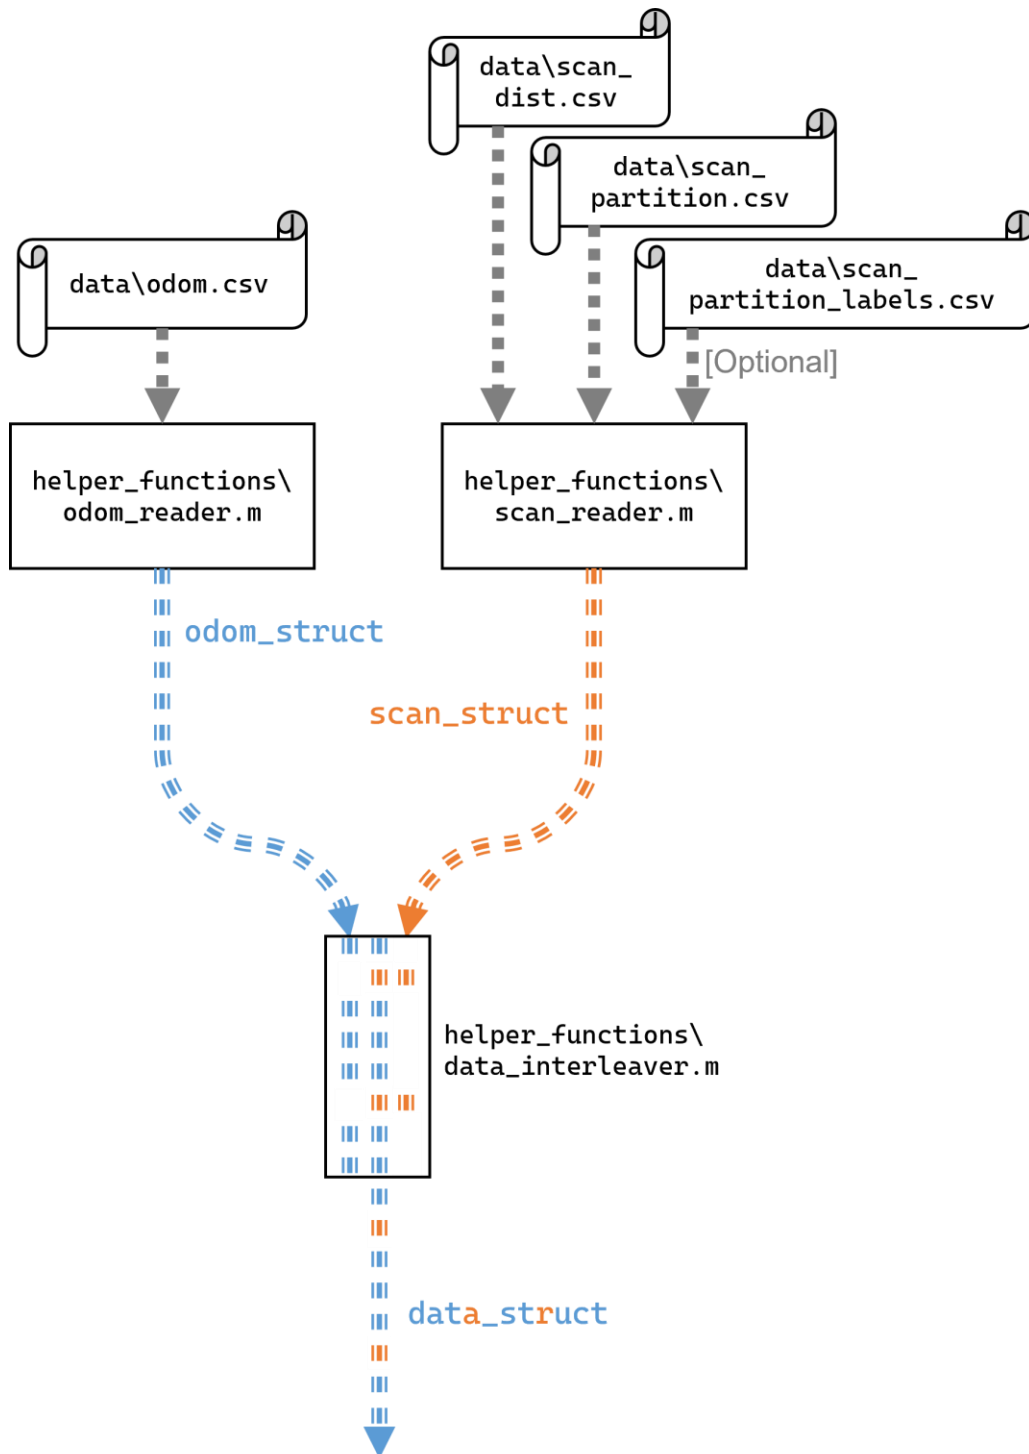 data\scan_
dist.csv
data\scan_
partition.csv
data\odom.csv
data\scan_
partition_labels.csv
[Optional]
helper_functions\
odom_reader.m
helper_functions\
scan_reader.m
odom_struct
scan_struct
helper_functions\
data_interleaver.m
data_struct